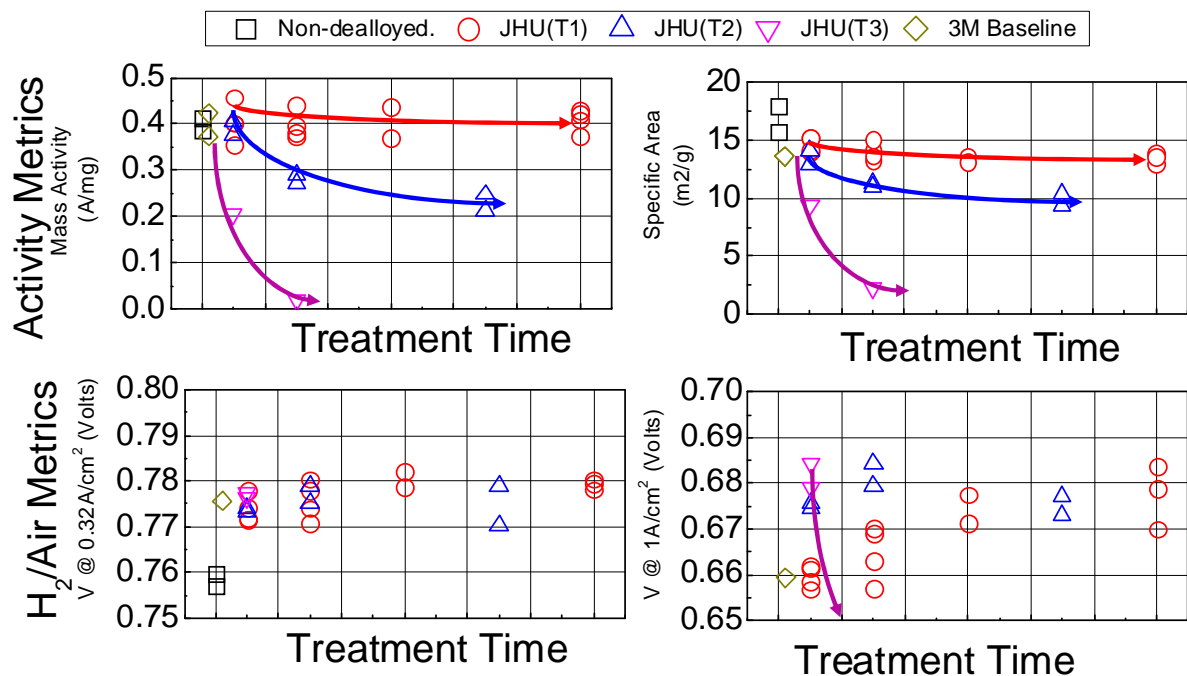 Non-dealloyed. JHU(T1) JHU(T2) JHU(T3) 3M Baseline
Activity Metrics
Mass Activity
(A/mg)
0.5
0.4
0.3
0.2
0.1
0.0
Treatment Time
Specific Area
(m2/g)
20
15
10
5
0
Treatment Time
H2/Air Metrics
V @ 0.32A/cm2 (Volts)
0.80
0.79
0.78
0.77
0.76
0.75
Treatment Time
V @ 1A/cm2 (Volts)
0.70
0.69
0.68
0.67
0.66
0.65
Treatment Time